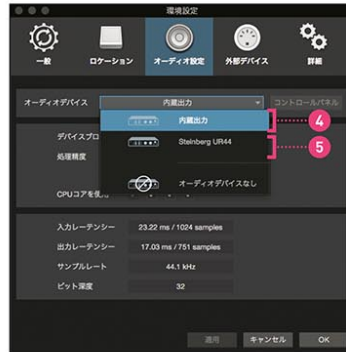 環境設定
一般 ロケーション オーディオ設定 外部デバイス 詳細
オーディオデバイス 内蔵出力 コントロールパネル
内蔵出力 4
デバイスプロ Steinberg UR44 5
処理精度
オーディオデバイスなし
CPUコアを使
入力レーテンシー 23.22 ms / 1024 samples
出力レーテンシー 17.03 ms / 751 samples
サンプルレート 44.1 kHz
ビット深度 32
適用 キャンセル OK